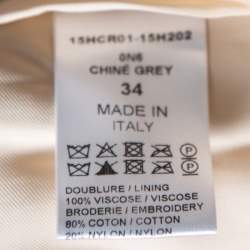 15HCR01-15H202
0N6
CHINÉ GREY
34
MADE IN
ITALY
P
P
DOUBLURE / LINING
100% VISCOSE / VISCOSE
BRODERIE / EMBROIDERY
80% COTON / COTTON
20% NYLON / NYLON